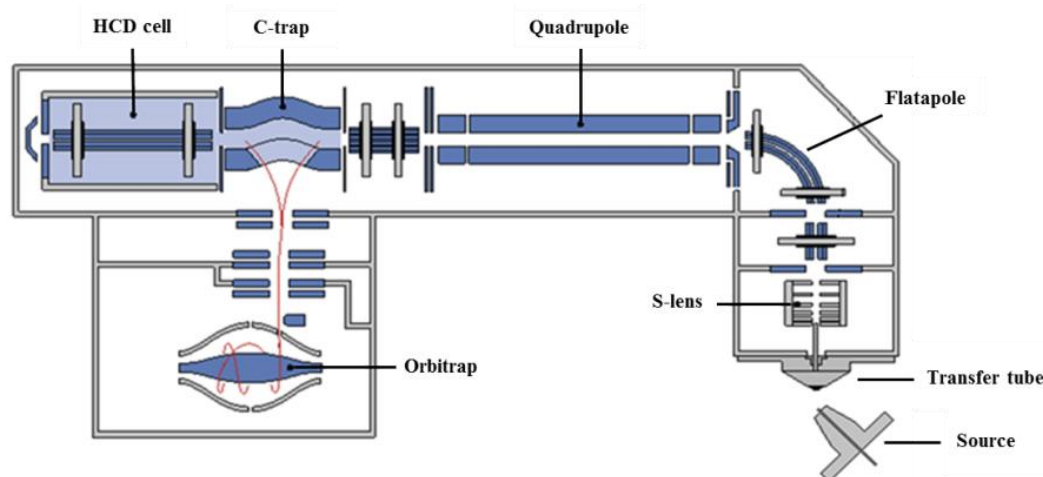 HCD cell
C-trap
Quadrupole
Flatapole
S-lens
Orbitrap
Transfer tube
Source